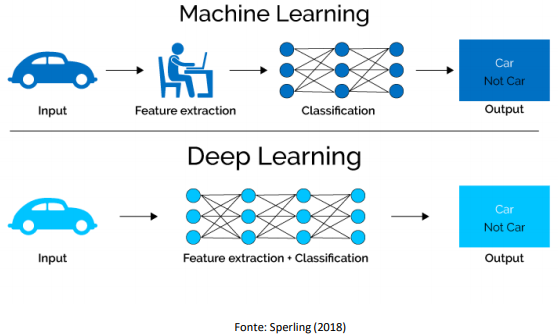 Machine Learning
Car
Not Car
Input
Feature extraction
Classification
Output
Deep Learning
Car
Not Car
Input
Feature extraction + Classification
Output
Fonte: Sperling (2018)